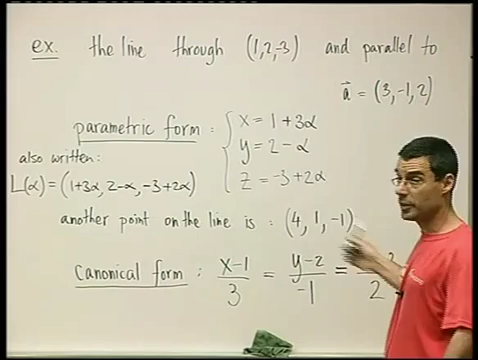 ex. the line through (1,2,-3) and parallel to
a⃗ = (3,-1,2)
parametric form : { x = 1+3α
y = 2-α
z = -3+2α
also written:
L(α) = (1+3α, 2-α, -3+2α)
another point on the line is : (4, 1, -1)
canonical form : x-1/3 = y-2/-1 = 3/2